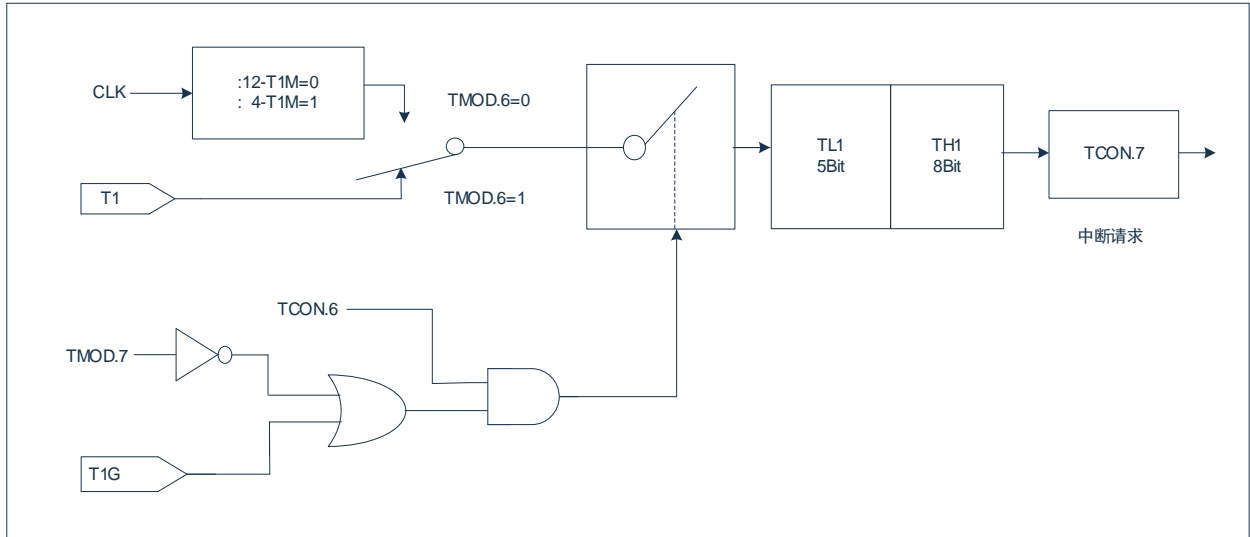 CLK
:12-T1M=0
: 4-T1M=1
TMOD.6=0
T1
TMOD.6=1
TL1
5Bit
TH1
8Bit
TCON.7
中断请求
TCON.6
TMOD.7
T1G